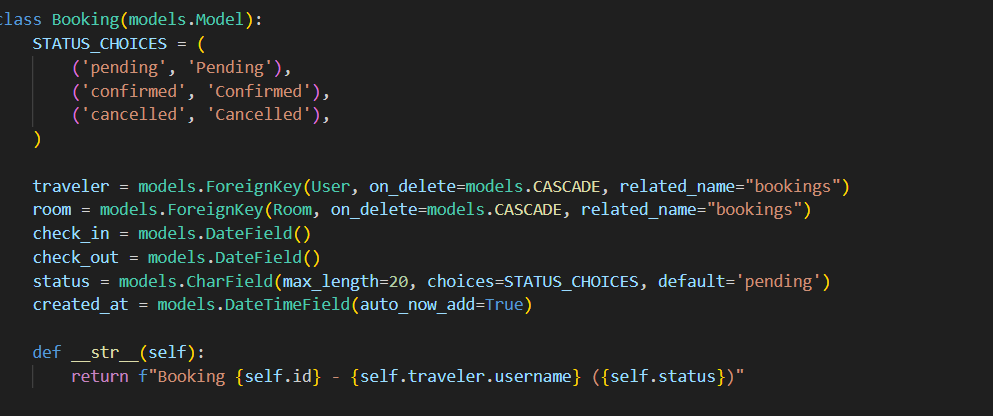 class Booking(models.Model):
    STATUS_CHOICES = (
        ('pending', 'Pending'),
        ('confirmed', 'Confirmed'),
        ('cancelled', 'Cancelled'),
    )

    traveler = models.ForeignKey(User, on_delete=models.CASCADE, related_name="bookings")
    room = models.ForeignKey(Room, on_delete=models.CASCADE, related_name="bookings")
    check_in = models.DateField()
    check_out = models.DateField()
    status = models.CharField(max_length=20, choices=STATUS_CHOICES, default='pending')
    created_at = models.DateTimeField(auto_now_add=True)

    def __str__(self):
        return f"Booking {self.id} - {self.traveler.username} ({self.status})"